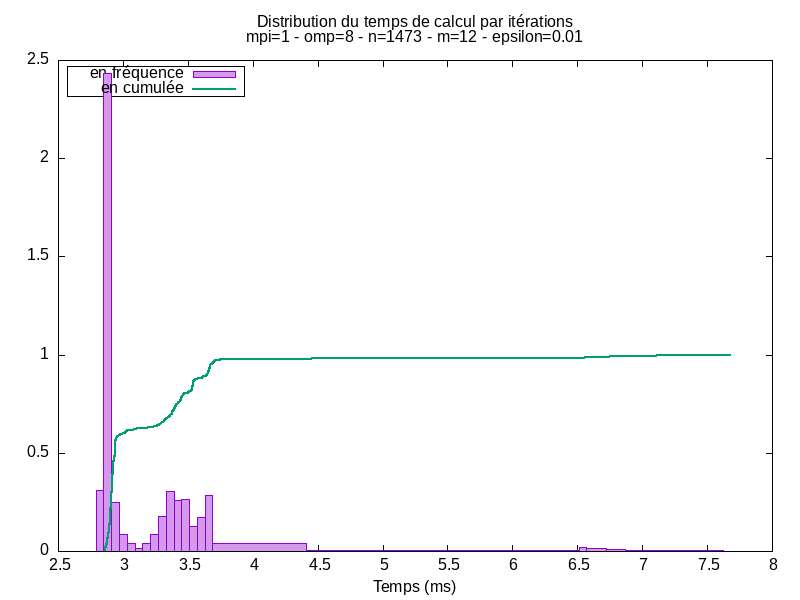 Distribution du temps de calcul par itérations
mpi=1 - omp=8 - n=1473 - m=12 - epsilon=0.01
en fréquence
en cumulée
2.5
2
1.5
1
0.5
0
2.5 3 3.5 4 4.5 5 5.5 6 6.5 7 7.5 8
Temps (ms)